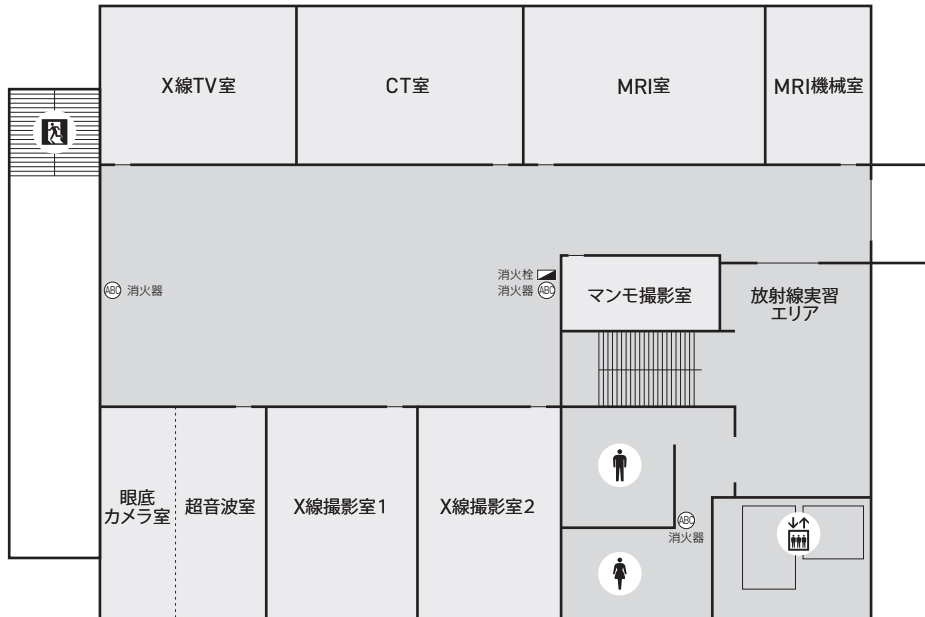 X線TV室
CT室
MRI室
MRI機械室
消火栓
ABC 消火器
消火器 ABC
マンモ撮影室
放射線実習
エリア
眼底
カメラ室
超音波室
X線撮影室1
X線撮影室2
ABC
消火器